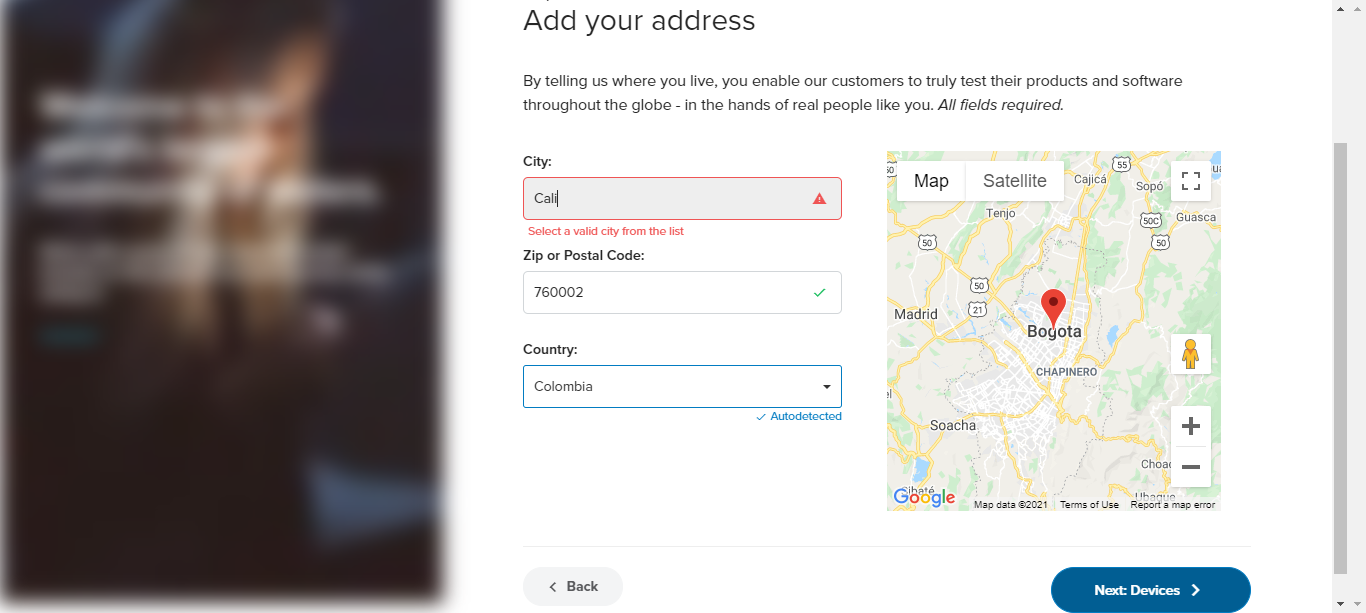 Add your address
By telling us where you live, you enable our customers to truly test their products and software
throughout the globe - in the hands of real people like you. All fields required.
City:
Cali
Select a valid city from the list
Zip or Postal Code:
760002
Country:
Colombia
Autodetected
Map
Satellite
55
50
Cajicá
Sopó
Tenjo
50C
Guasca
50
50
50
21
Madrid
Bogota
CHAPINERO
Soacha
Choac
Sibaté
Ubaque
Google
Map data ©2021
Terms of Use
Report a map error
Back
Next: Devices